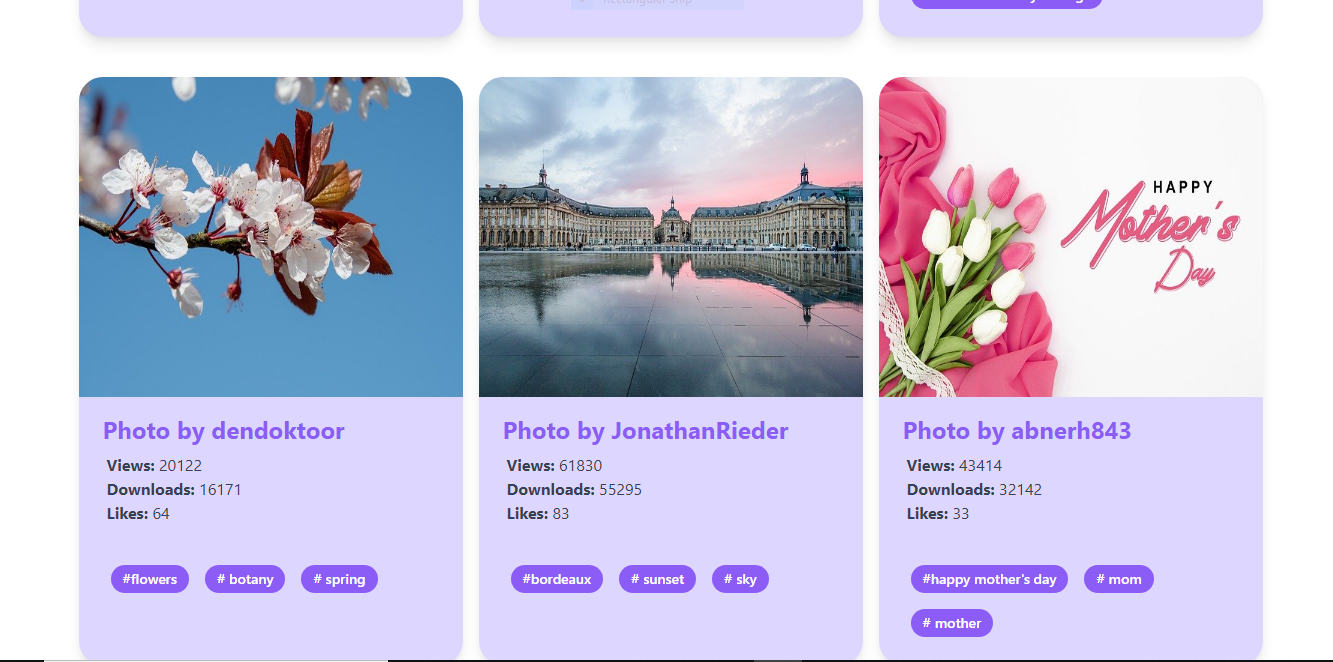 HAPPY
Mother's
Day
Photo by dendoktoor
Views: 20122
Downloads: 16171
Likes: 64
#flowers # botany # spring
Photo by JonathanRieder
Views: 61830
Downloads: 55295
Likes: 83
#bordeaux # sunset # sky
Photo by abnerh843
Views: 43414
Downloads: 32142
Likes: 33
#happy mother's day # mom
# mother